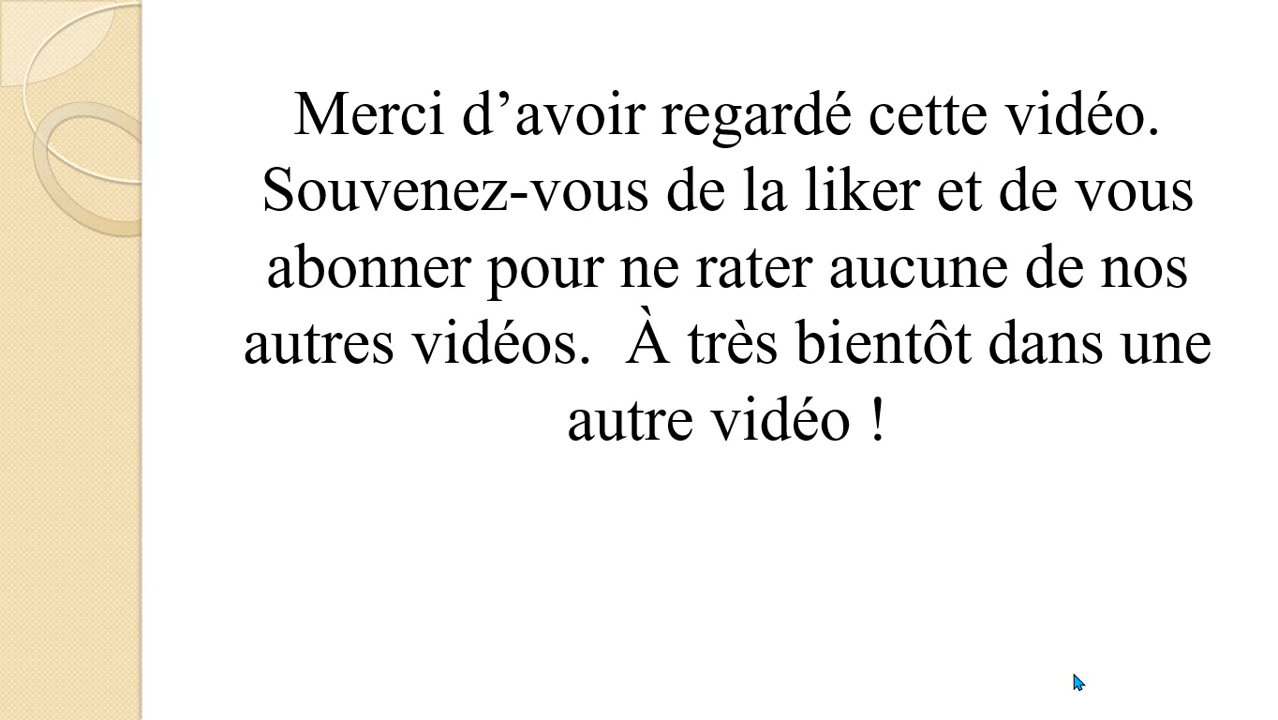 Merci d’avoir regardé cette vidéo.
Souvenez-vous de la liker et de vous
abonner pour ne rater aucune de nos
autres vidéos.  À très bientôt dans une
autre vidéo !